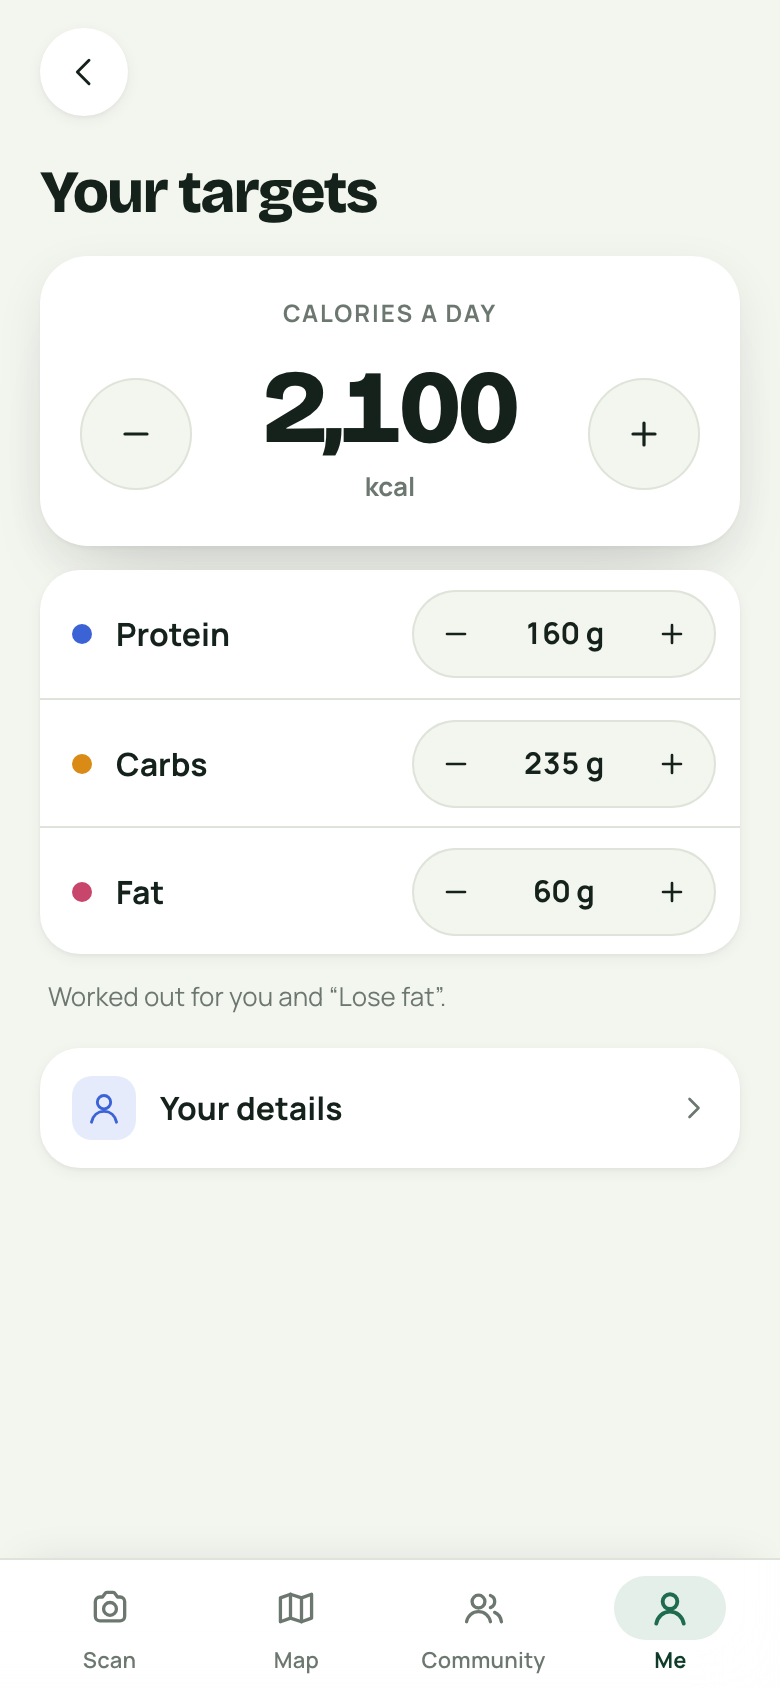 Your targets
CALORIES A DAY
2,100
kcal
Protein
160 g
Carbs
235 g
Fat
60 g
Worked out for you and “Lose fat”.
Your details
Scan
Map
Community
Me